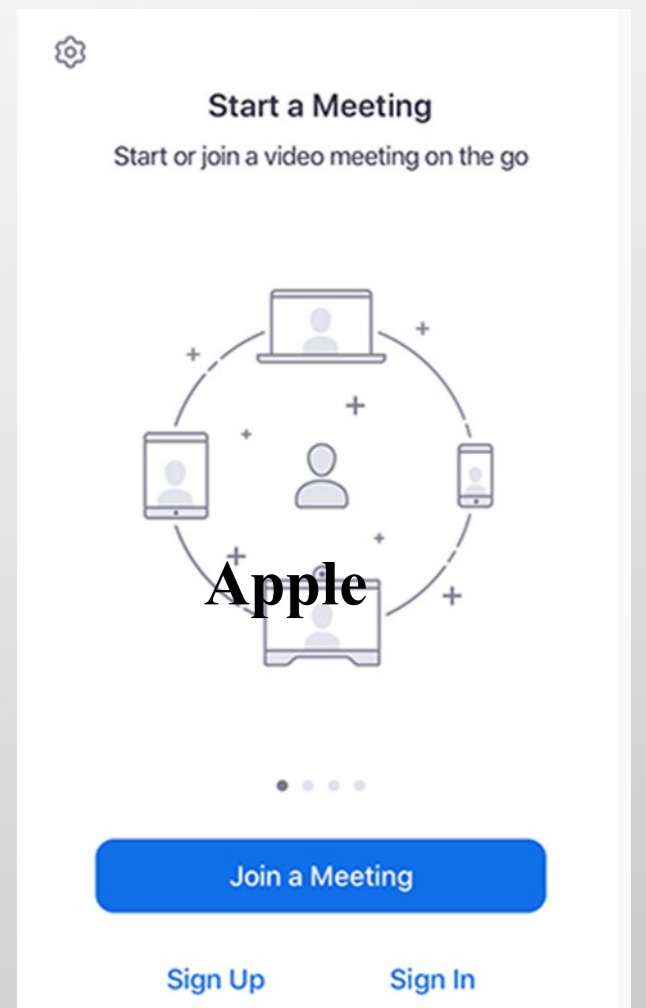 Start a Meeting
Start or join a video meeting on the go
Apple
Join a Meeting
Sign Up Sign In